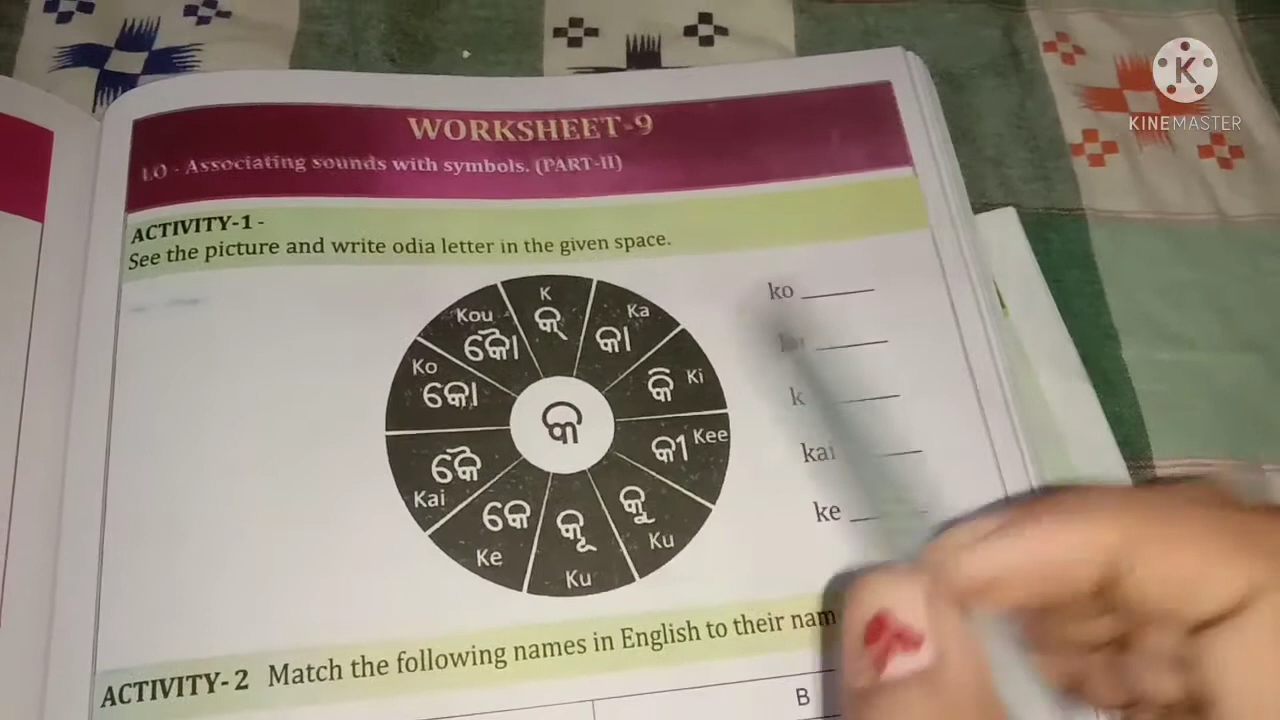 KINEMASTER
WORKSHEET-9
LO - Associating sounds with symbols. (PART-II)
ACTIVITY-1 -
See the picture and write odia letter in the given space.
K
କ୍
Ka
କା
Ki
କି
Kee
କୀ
Ku
କୁ
Ku
କୂ
Ke
କେ
Kai
କୈ
Ko
କୋ
Kou
କୌ
କ
ko
k
kai
ke
ACTIVITY- 2 Match the following names in English to their nam
B